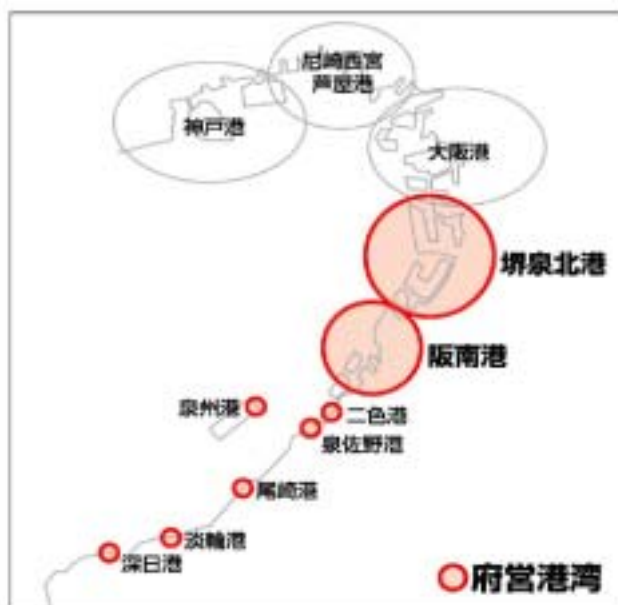 尼崎西宮
芦屋港
神戸港
大阪港
堺泉北港
阪南港
泉州港
二色港
泉佐野港
尾崎港
淡輪港
深日港
府営港湾